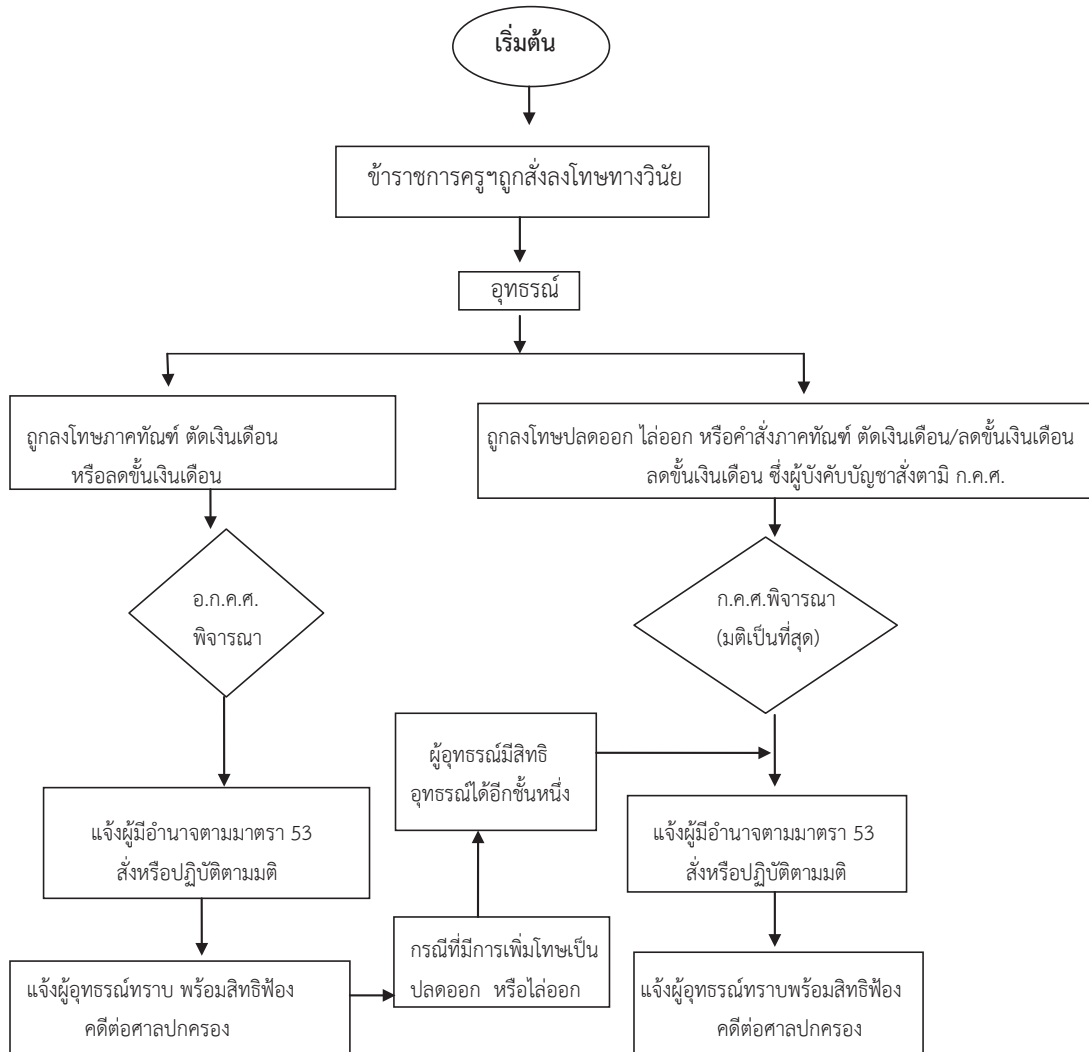 เริ่มต้น
ข้าราชการครูฯถูกสั่งลงโทษทางวินัย
อุทธรณ์
ถูกลงโทษภาคทัณฑ์ ตัดเงินเดือน
หรือลดขั้นเงินเดือน
ถูกลงโทษปลดออก ไล่ออก หรือคำสั่งภาคทัณฑ์ ตัดเงินเดือน/ลดขั้นเงินเดือน
ลดขั้นเงินเดือน ซึ่งผู้บังคับบัญชาสั่งตามิ ก.ค.ศ.
อ.ก.ค.ศ.
พิจารณา
ก.ค.ศ.พิจารณา
(มติเป็นที่สุด)
ผู้อุทธรณ์มีสิทธิ
อุทธรณ์ได้อีกชั้นหนึ่ง
แจ้งผู้มีอำนาจตามมาตรา 53
สั่งหรือปฏิบัติตามมติ
แจ้งผู้มีอำนาจตามมาตรา 53
สั่งหรือปฏิบัติตามมติ
กรณีที่มีการเพิ่มโทษเป็น
ปลดออก หรือไล่ออก
แจ้งผู้อุทธรณ์ทราบ พร้อมสิทธิฟ้อง
คดีต่อศาลปกครอง
แจ้งผู้อุทธรณ์ทราบพร้อมสิทธิฟ้อง
คดีต่อศาลปกครอง